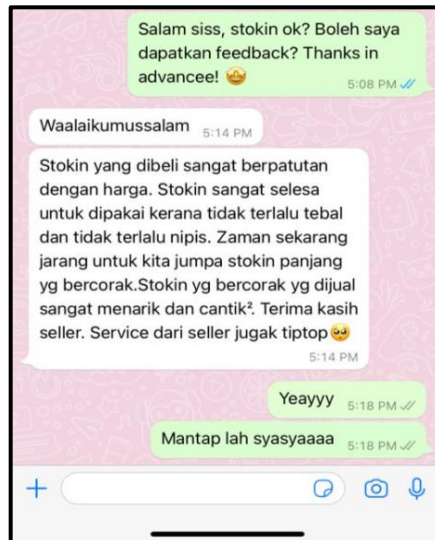 Salam siss, stokin ok? Boleh saya
dapatkan feedback? Thanks in
advancee! 🤩
5:08 PM
Waalaikumussalam 5:14 PM
Stokin yang dibeli sangat berpatutan
dengan harga. Stokin sangat selesa
untuk dipakai kerana tidak terlalu tebal
dan tidak terlalu nipis. Zaman sekarang
jarang untuk kita jumpa stokin panjang
yg bercorak.Stokin yg bercorak yg dijual
sangat menarik dan cantik². Terima kasih
seller. Service dari seller jugak tiptop🥺
5:14 PM
Yeayyy 5:18 PM
Mantap lah syasyaaaa 5:18 PM